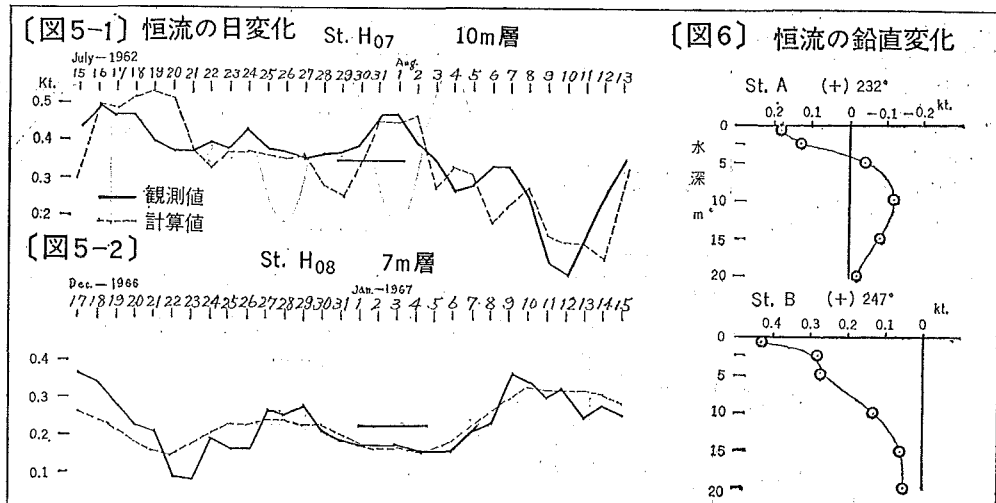 〔図5-1〕恒流の日変化 St. H07 10m層
July—1962 Aug.
15 16 17 18 19 20 21 22 23 24 25 26 27 28 29 30 31 1 2 3 4 5 6 7 8 9 10 11 12 13
Kt.
0.5
0.4
0.3
0.2
観測値
計算値
〔図5-2〕
St. H08 7m層
Dec.—1966 Jan.—1967
17 18 19 20 21 22 23 24 25 26 27 28 29 30 31 1 2 3 4 5 6 7 8 9 10 11 12 13 14 15
0.4
0.3
0.2
0.1
〔図6〕 恒流の鉛直変化
St. A (+) 232°
0.2 0.1 0 -0.1 -0.2 kt.
0
水
5
深
10
m
15
20
St. B (+) 247°
0.4 0.3 0.2 0.1 0 kt.
0
5
10
15
20